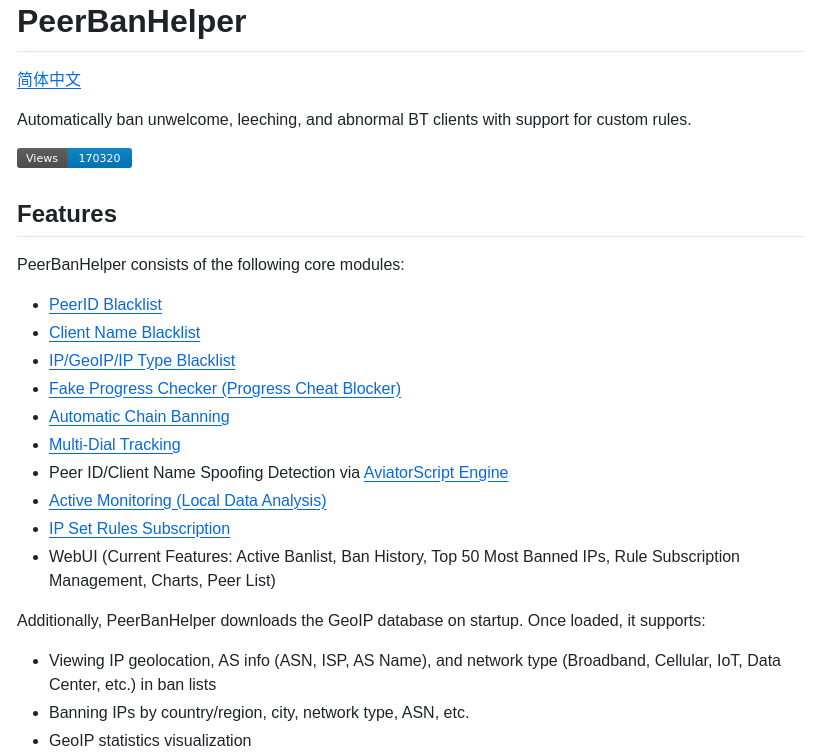 PeerBanHelper
简体中文
Automatically ban unwelcome, leeching, and abnormal BT clients with support for custom rules.
Views 170320
Features
PeerBanHelper consists of the following core modules:
PeerID Blacklist
Client Name Blacklist
IP/GeoIP/IP Type Blacklist
Fake Progress Checker (Progress Cheat Blocker)
Automatic Chain Banning
Multi-Dial Tracking
Peer ID/Client Name Spoofing Detection via AviatorScript Engine
Active Monitoring (Local Data Analysis)
IP Set Rules Subscription
WebUI (Current Features: Active Banlist, Ban History, Top 50 Most Banned IPs, Rule Subscription
Management, Charts, Peer List)
Additionally, PeerBanHelper downloads the GeoIP database on startup. Once loaded, it supports:
Viewing IP geolocation, AS info (ASN, ISP, AS Name), and network type (Broadband, Cellular, IoT, Data
Center, etc.) in ban lists
Banning IPs by country/region, city, network type, ASN, etc.
GeoIP statistics visualization